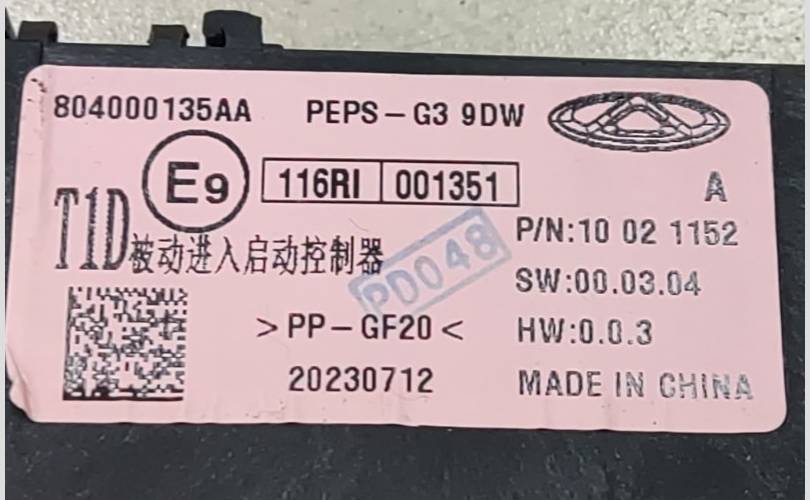 804000135AA PEPS-G3 9DW
E9 116RI 001351
A
T1D被动进入启动控制器
PD048
P/N:10 02 1152
SW:00.03.04
>PP-GF20< HW:0.0.3
20230712 MADE IN CHINA